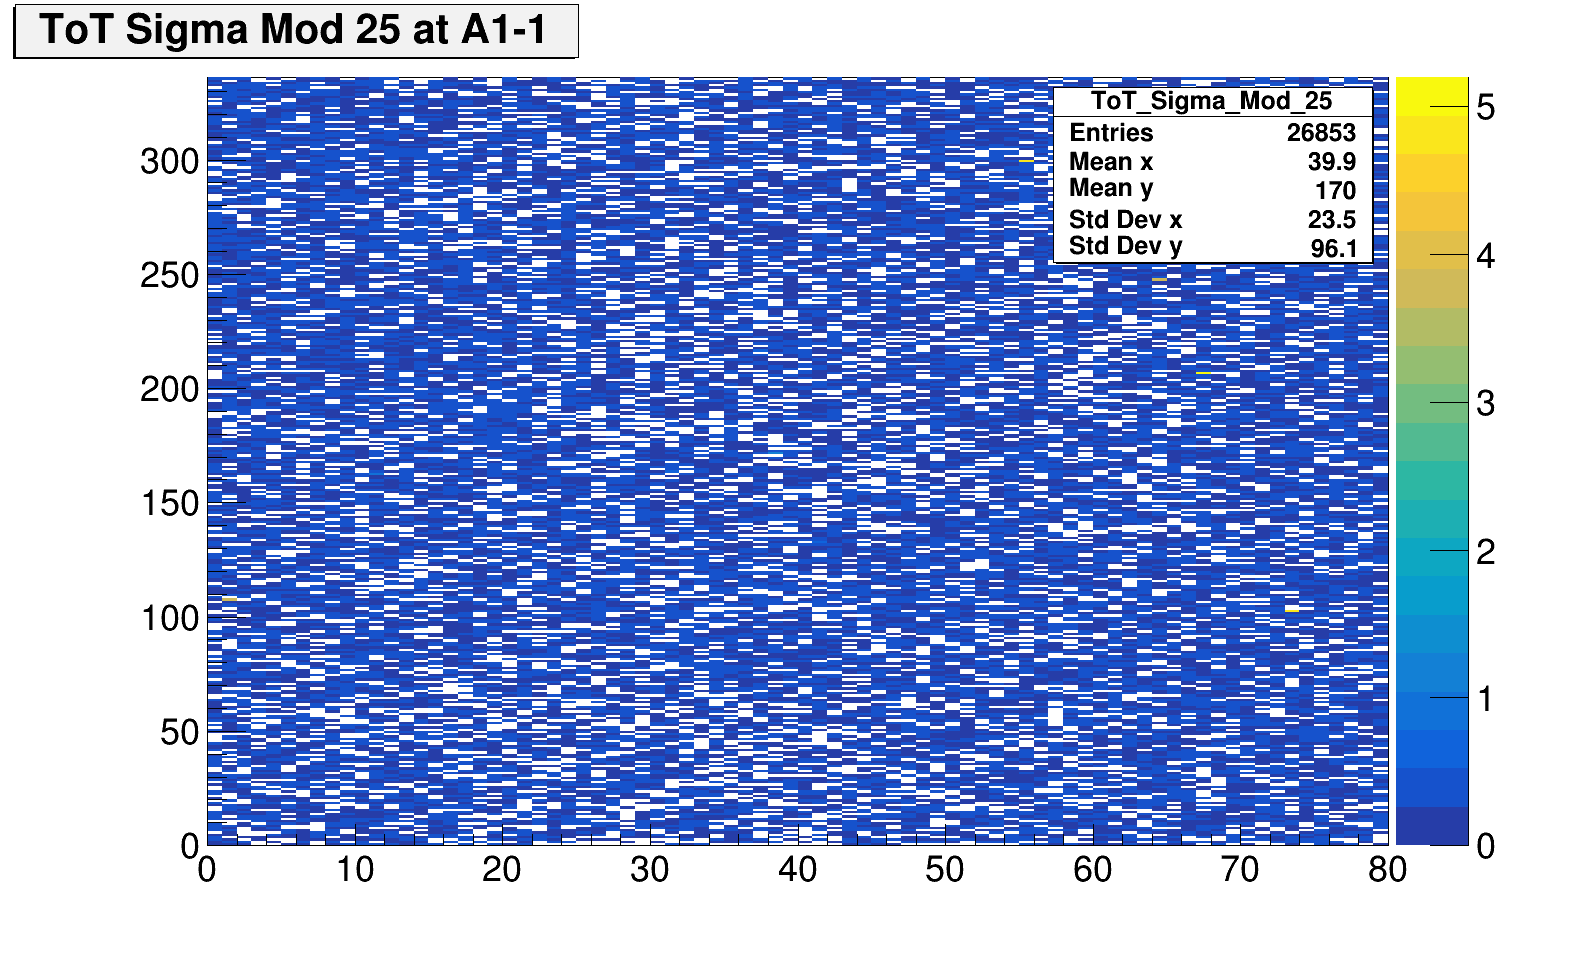 ToT Sigma Mod 25 at A1-1
ToT_Sigma_Mod_25
Entries 26853
Mean x 39.9
Mean y 170
Std Dev x 23.5
Std Dev y 96.1
300
250
200
150
100
50
0
0 10 20 30 40 50 60 70 80
5
4
3
2
1
0